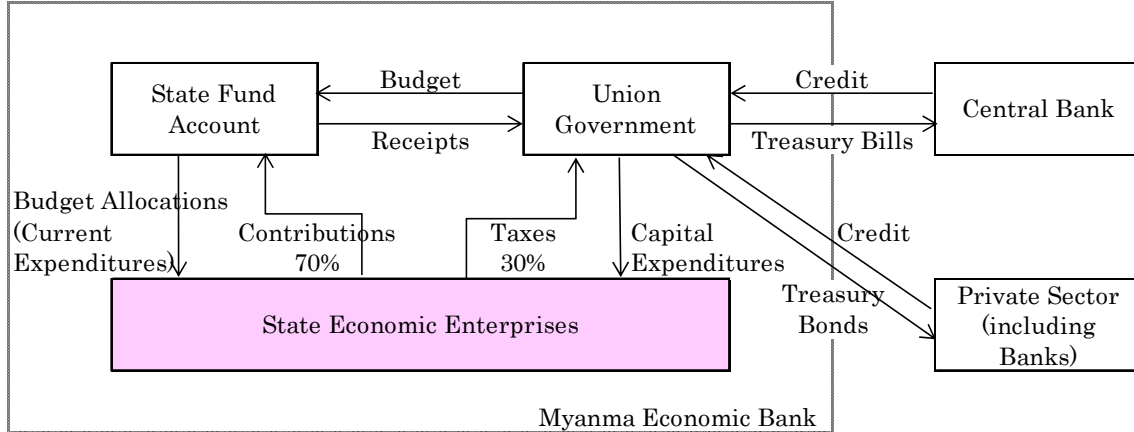 State Fund
Account
Budget
Receipts
Union
Government
Credit
Treasury Bills
Central Bank
Budget Allocations
(Current
Expenditures)
Contributions
70%
Taxes
30%
Capital
Expenditures
Credit
Treasury
Bonds
State Economic Enterprises
Private Sector
(including
Banks)
Myanma Economic Bank